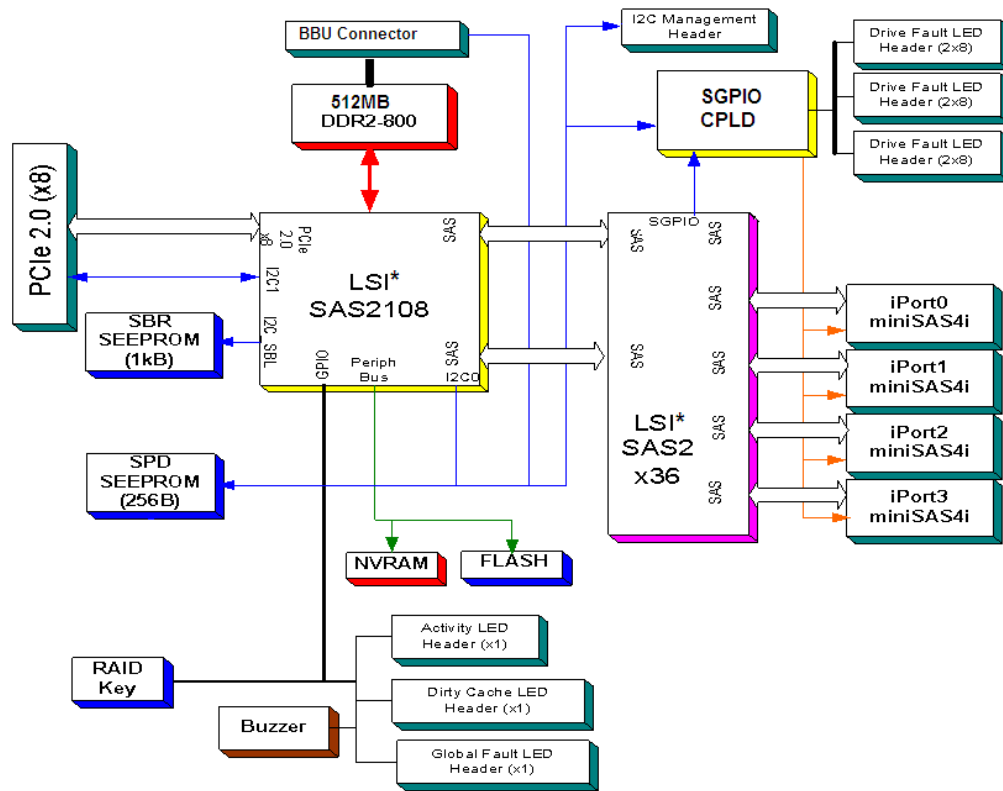 BBU Connector
I2C Management
Header
Drive Fault LED
Header (2x8)
Drive Fault LED
Header (2x8)
Drive Fault LED
Header (2x8)
512MB
DDR2-800
SGPIO
CPLD
PCIe 2.0 (x8)
PCIe
2.0
x8
SAS
I2C1
LSI*
SAS2108
I2C
SBL
GPIO
Periph
Bus
SAS
I2C0
SBR
SEEPROM
(1kB)
SGPIO
SAS
SAS
SAS
SAS
SAS
SAS
SAS
LSI*
SAS2
x36
iPort0
miniSAS4i
iPort1
miniSAS4i
iPort2
miniSAS4i
iPort3
miniSAS4i
SPD
SEEPROM
(256B)
NVRAM
FLASH
Activity LED
Header (x1)
RAID
Key
Dirty Cache LED
Header (x1)
Buzzer
Global Fault LED
Header (x1)